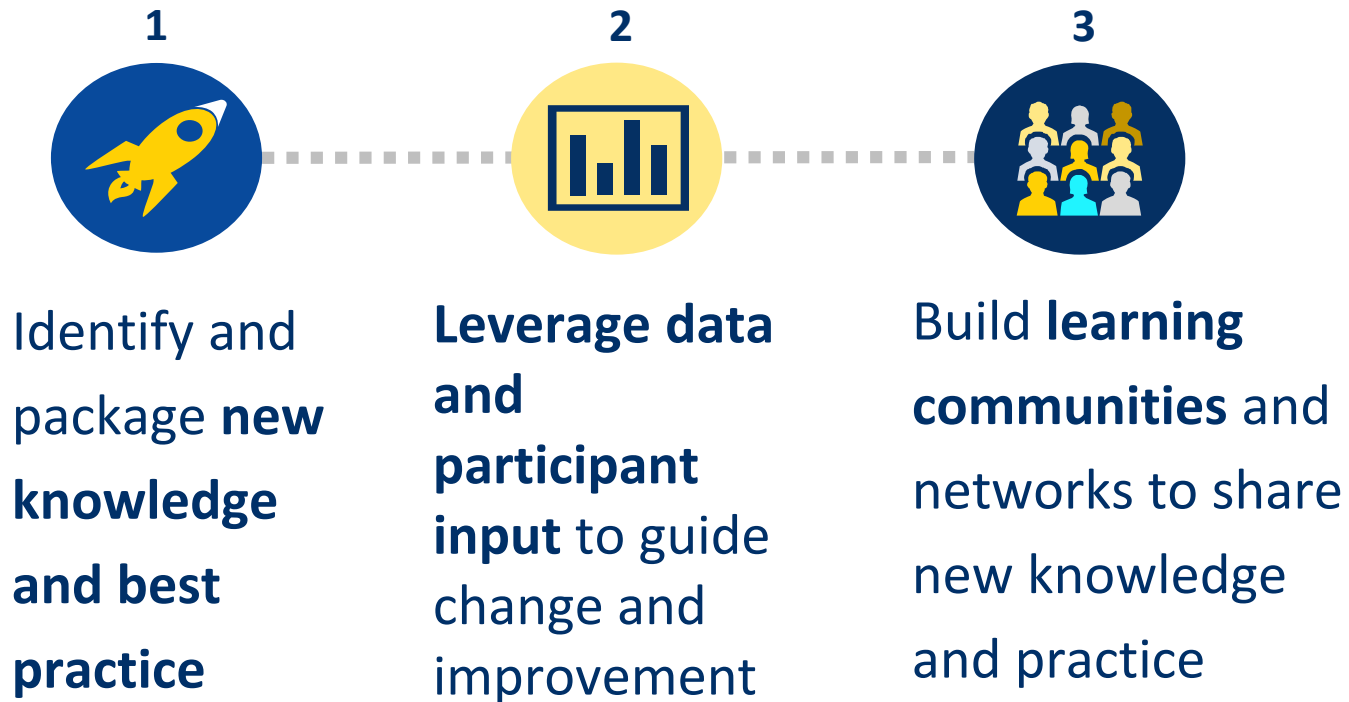 1
Identify and
package new
knowledge
and best
practice
2
Leverage data
and
participant
input to guide
change and
improvement
3
Build learning
communities and
networks to share
new knowledge
and practice